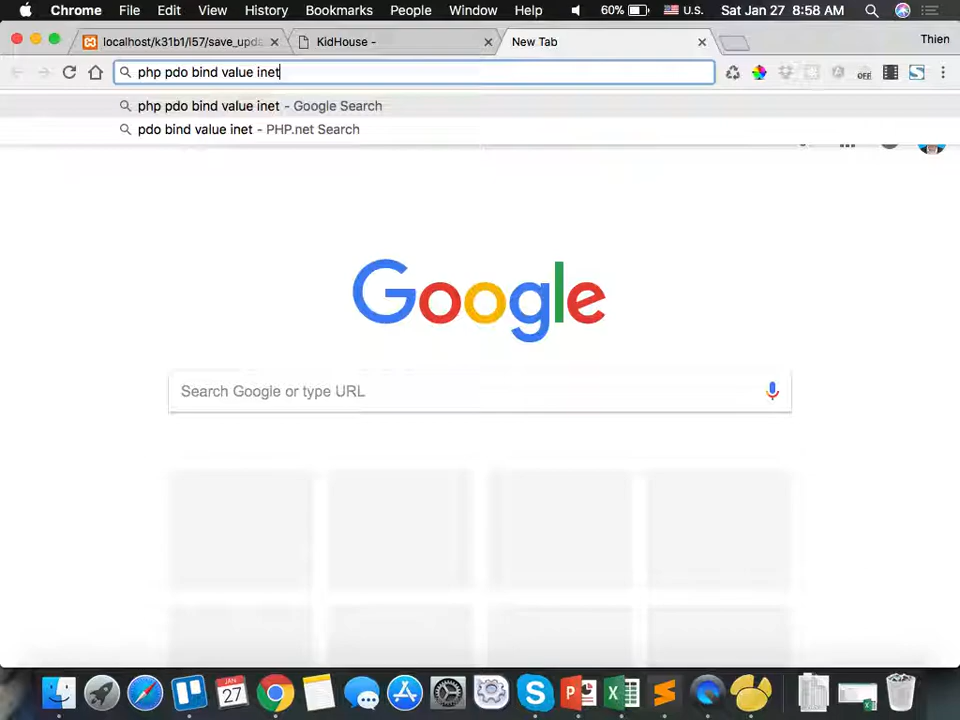 Chrome File Edit View History Bookmarks People Window Help 60% U.S. Sat Jan 27 8:58 AM
localhost/k31b1/l57/save_upda KidHouse - New Tab Thien
php pdo bind value inet
php pdo bind value inet - Google Search
pdo bind value inet - PHP.net Search
Google
Search Google or type URL